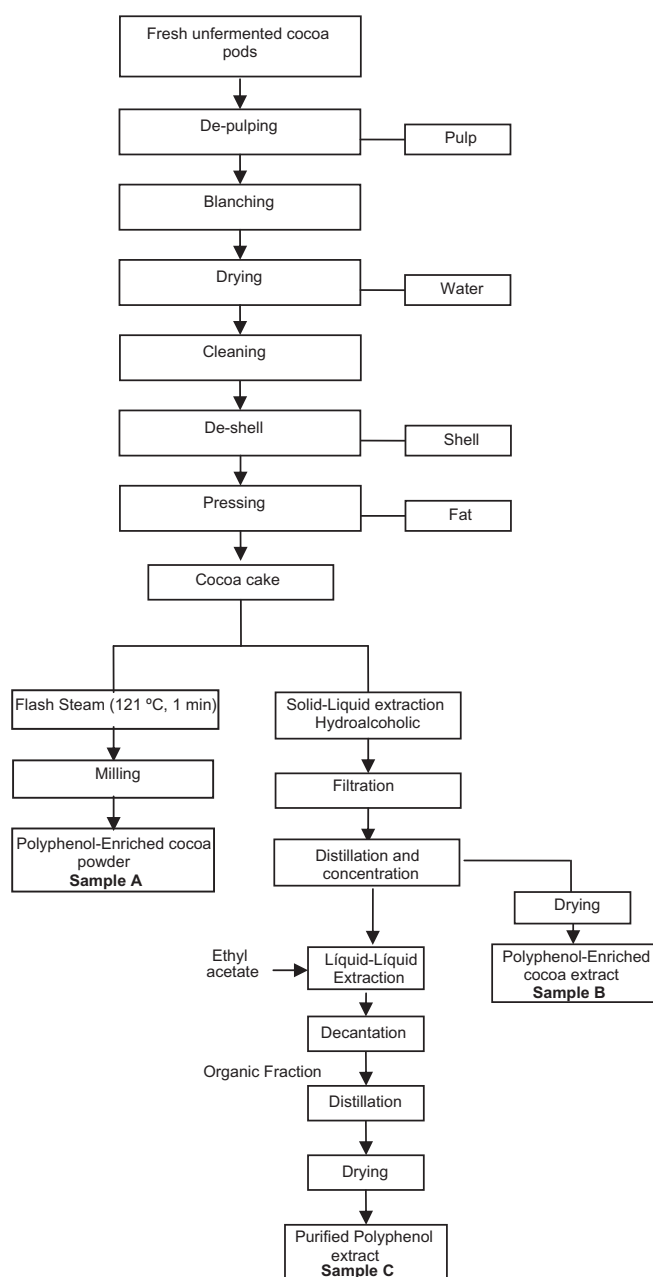 Fresh unfermented cocoa
pods
De-pulping
Pulp
Blanching
Drying
Water
Cleaning
De-shell
Shell
Pressing
Fat
Cocoa cake
Flash Steam (121 ºC, 1 min)
Milling
Polyphenol-Enriched cocoa
powder
Sample A
Solid-Liquid extraction
Hydroalcoholic
Filtration
Distillation and
concentration
Drying
Polyphenol-Enriched
cocoa extract
Sample B
Ethyl
acetate
Líquid-Líquid
Extraction
Decantation
Organic Fraction
Distillation
Drying
Purified Polyphenol
extract
Sample C